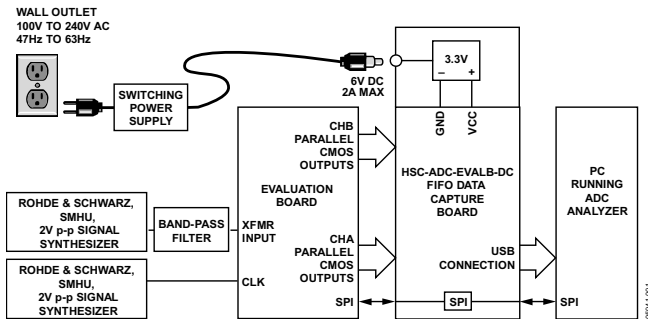 WALL OUTLET
100V TO 240V AC
47Hz TO 63Hz
SWITCHING
POWER
SUPPLY
6V DC
2A MAX
3.3V
– +
GND
VCC
CHB
PARALLEL
CMOS
OUTPUTS
EVALUATION
BOARD
XFMR
INPUT
CLK
CHA
PARALLEL
CMOS
OUTPUTS
SPI
HSC-ADC-EVALB-DC
FIFO DATA
CAPTURE
BOARD
USB
CONNECTION
SPI
PC
RUNNING
ADC
ANALYZER
SPI
ROHDE & SCHWARZ,
SMHU,
2V p-p SIGNAL
SYNTHESIZER
BAND-PASS
FILTER
ROHDE & SCHWARZ,
SMHU,
2V p-p SIGNAL
SYNTHESIZER